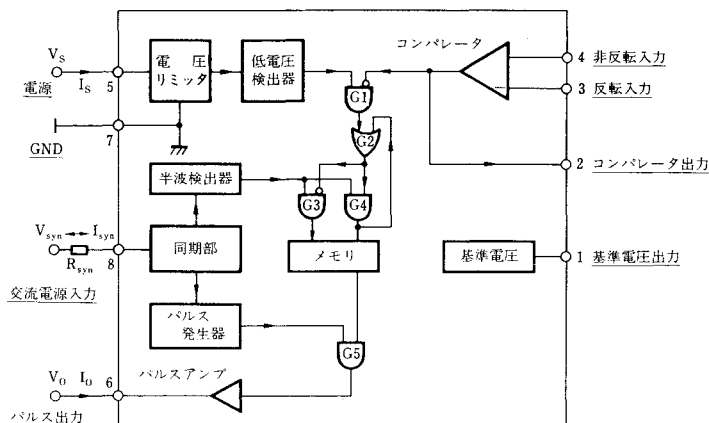 V_S
I_S
5
電源
電圧
リミッタ
低電圧
検出器
コンパレータ
4 非反転入力
3 反転入力
G1
7
GND
G2
2 コンパレータ出力
半波検出器
G3
G4
V_syn
I_syn
R_syn
8
同期部
メモリ
基準電圧
1 基準電圧出力
交流電源入力
パルス
発生器
G5
V_O
I_O
6
パルスアンプ
パルス出力